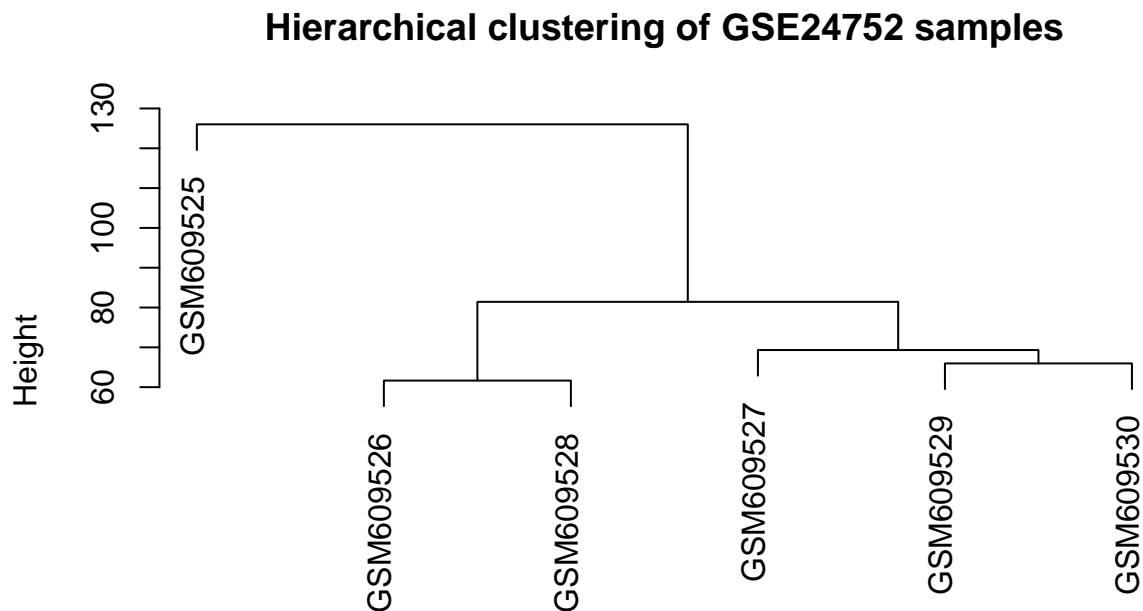 Hierarchical clustering of GSE24752 samples
Height
130
100
80
60
GSM609525
GSM609526
GSM609528
GSM609527
GSM609529
GSM609530